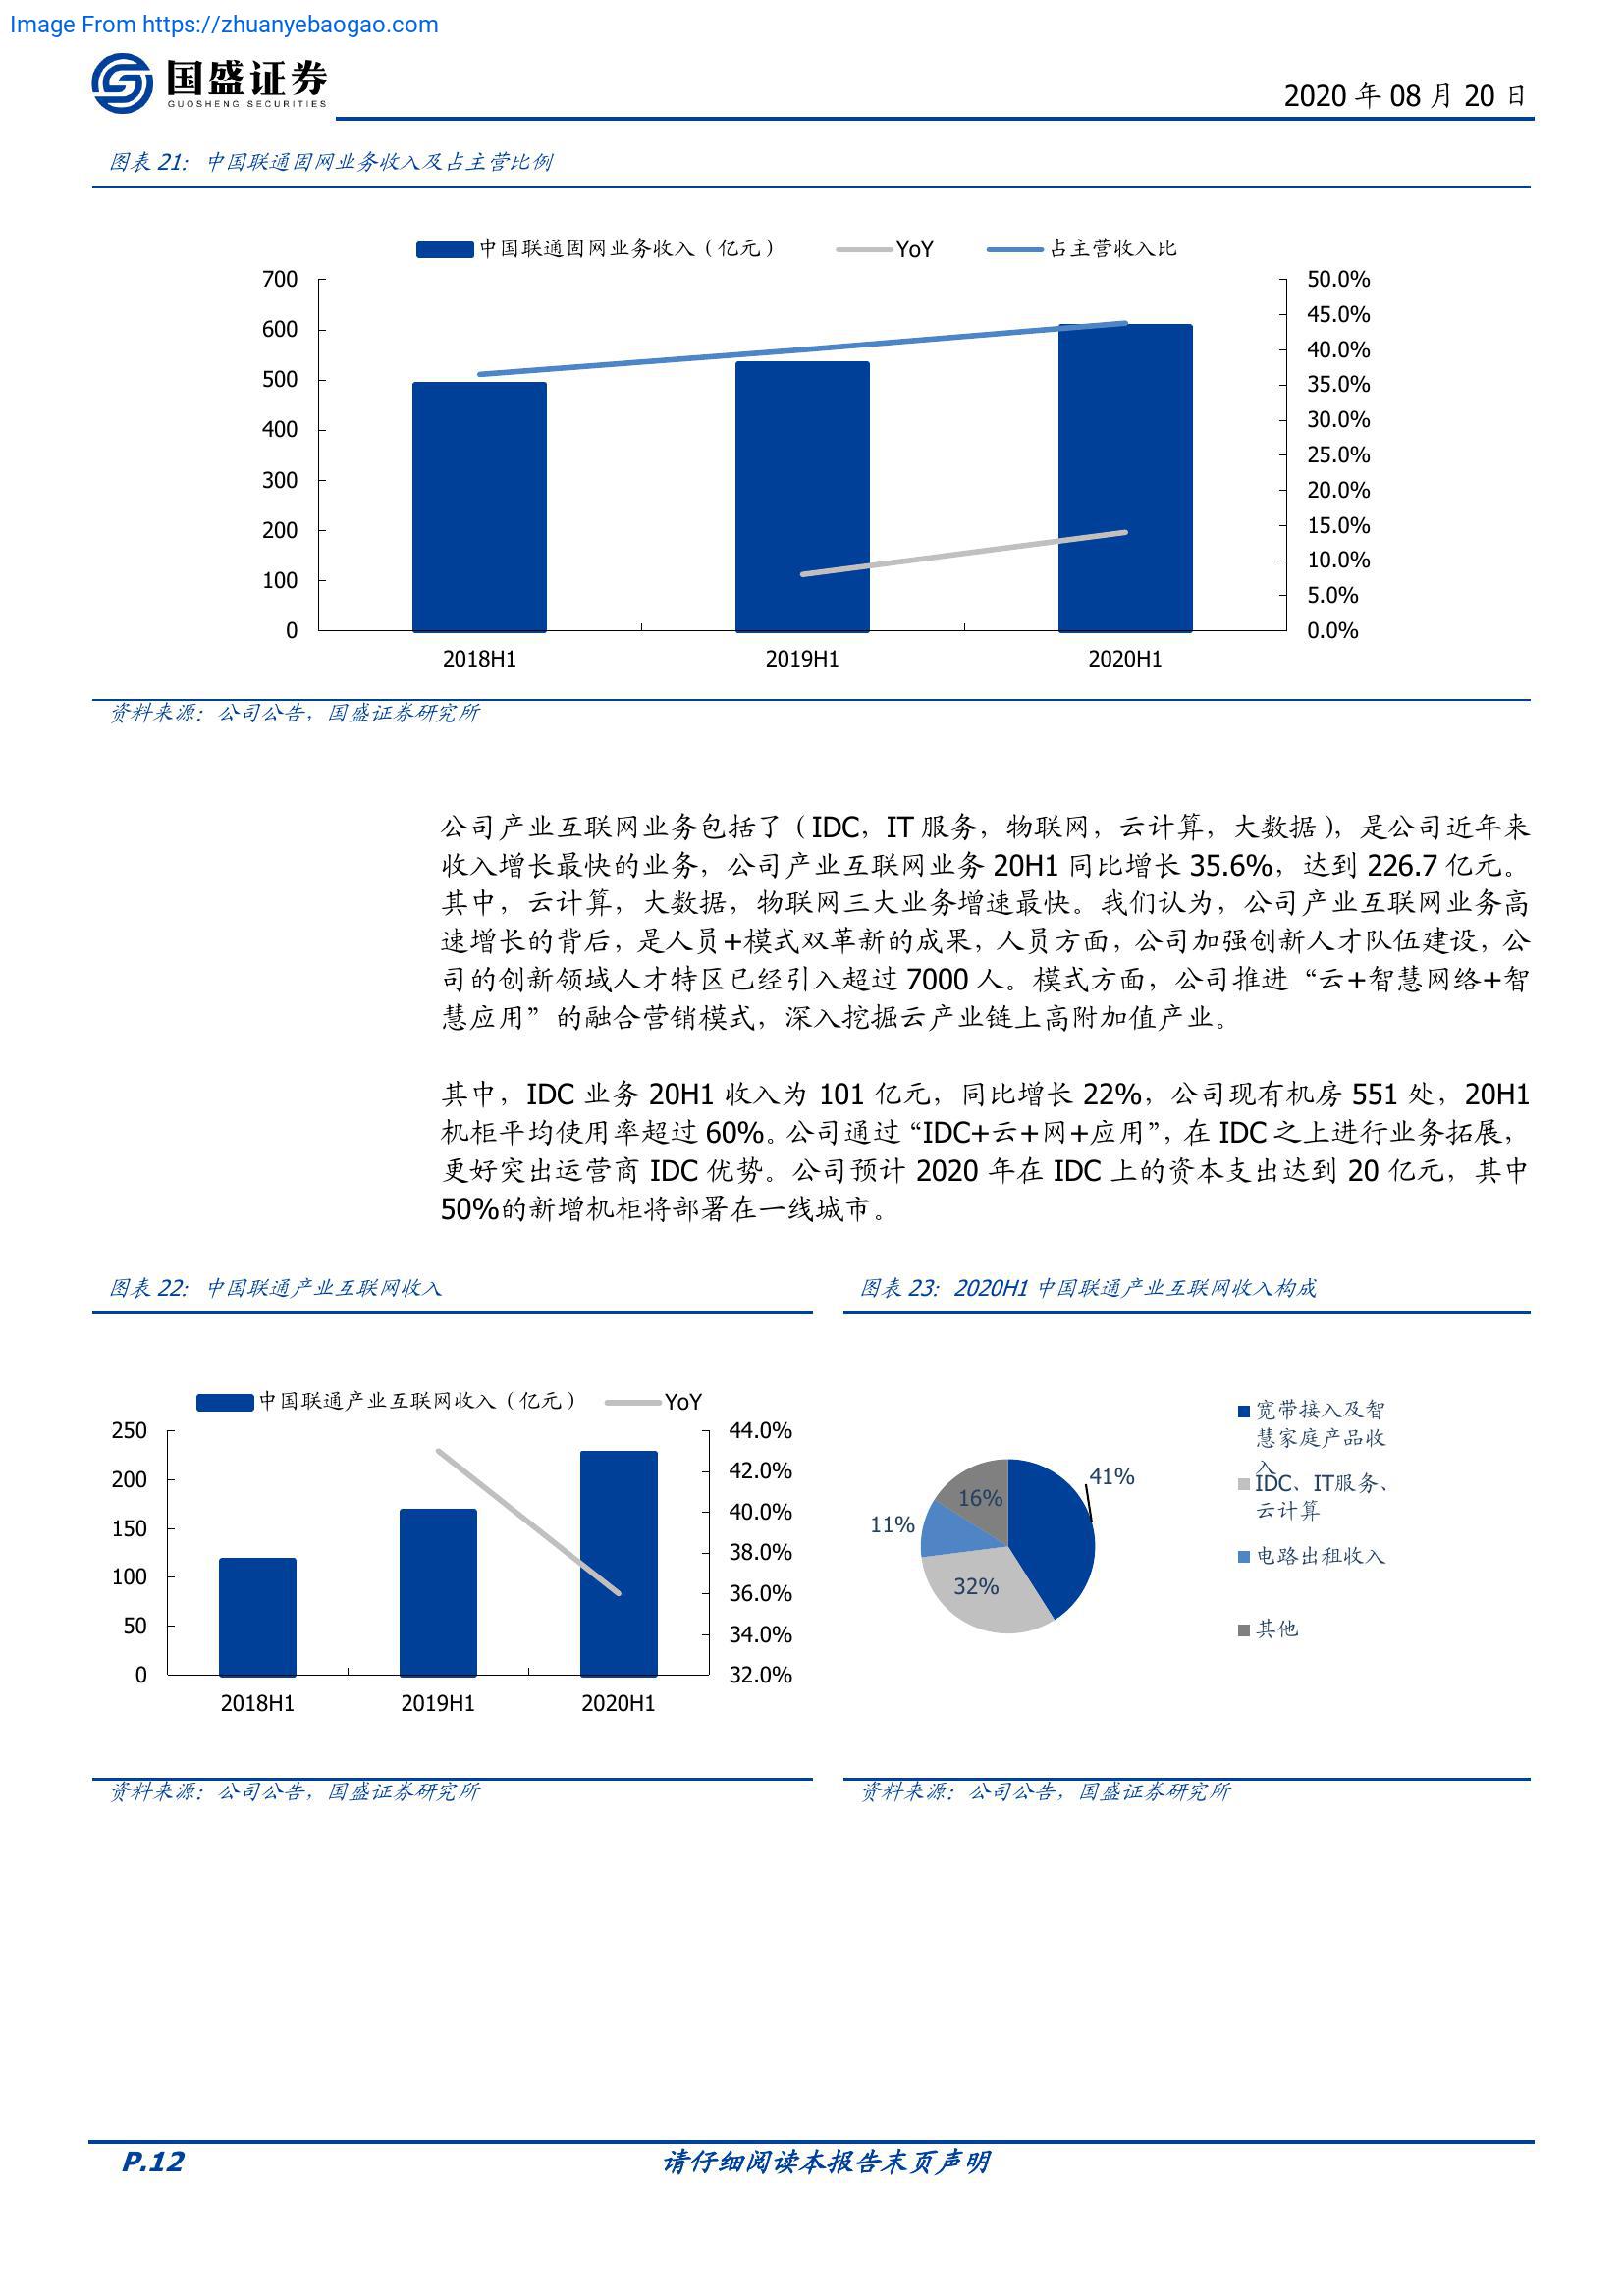 Image From https://zhuanyebaogao.com
国盛证券
GUOSHENG SECURITIES
2020 年 08 月 20 日
图表 21：中国联通固网业务收入及占主营比例
中国联通固网业务收入（亿元） YoY 占主营收入比
700 50.0%
45.0%
600
40.0%
500 35.0%
400 30.0%
25.0%
300
20.0%
200 15.0%
10.0%
100
5.0%
0 0.0%
2018H1 2019H1 2020H1
资料来源：公司公告，国盛证券研究所
公司产业互联网业务包括了（IDC，IT 服务，物联网，云计算，大数据），是公司近年来
收入增长最快的业务，公司产业互联网业务 20H1 同比增长 35.6%，达到 226.7 亿元。
其中，云计算，大数据，物联网三大业务增速最快。我们认为，公司产业互联网业务高
速增长的背后，是人员+模式双革新的成果，人员方面，公司加强创新人才队伍建设，公
司的创新领域人才特区已经引入超过 7000 人。模式方面，公司推进“云+智慧网络+智
慧应用”的融合营销模式，深入挖掘云产业链上高附加值产业。
其中，IDC 业务 20H1 收入为 101 亿元，同比增长 22%，公司现有机房 551 处，20H1
机柜平均使用率超过 60%。公司通过“IDC+云+网+应用”，在 IDC 之上进行业务拓展，
更好突出运营商 IDC 优势。公司预计 2020 年在 IDC 上的资本支出达到 20 亿元，其中
50%的新增机柜将部署在一线城市。
图表 22：中国联通产业互联网收入
中国联通产业互联网收入（亿元） YoY
250 44.0%
200 42.0%
40.0%
150
38.0%
100 36.0%
50 34.0%
0 32.0%
2018H1 2019H1 2020H1
资料来源：公司公告，国盛证券研究所
图表 23：2020H1 中国联通产业互联网收入构成
41%
16%
11%
32%
宽带接入及智
慧家庭产品收
入
IDC、IT服务、
云计算
电路出租收入
其他
资料来源：公司公告，国盛证券研究所
P.12 请仔细阅读本报告末页声明